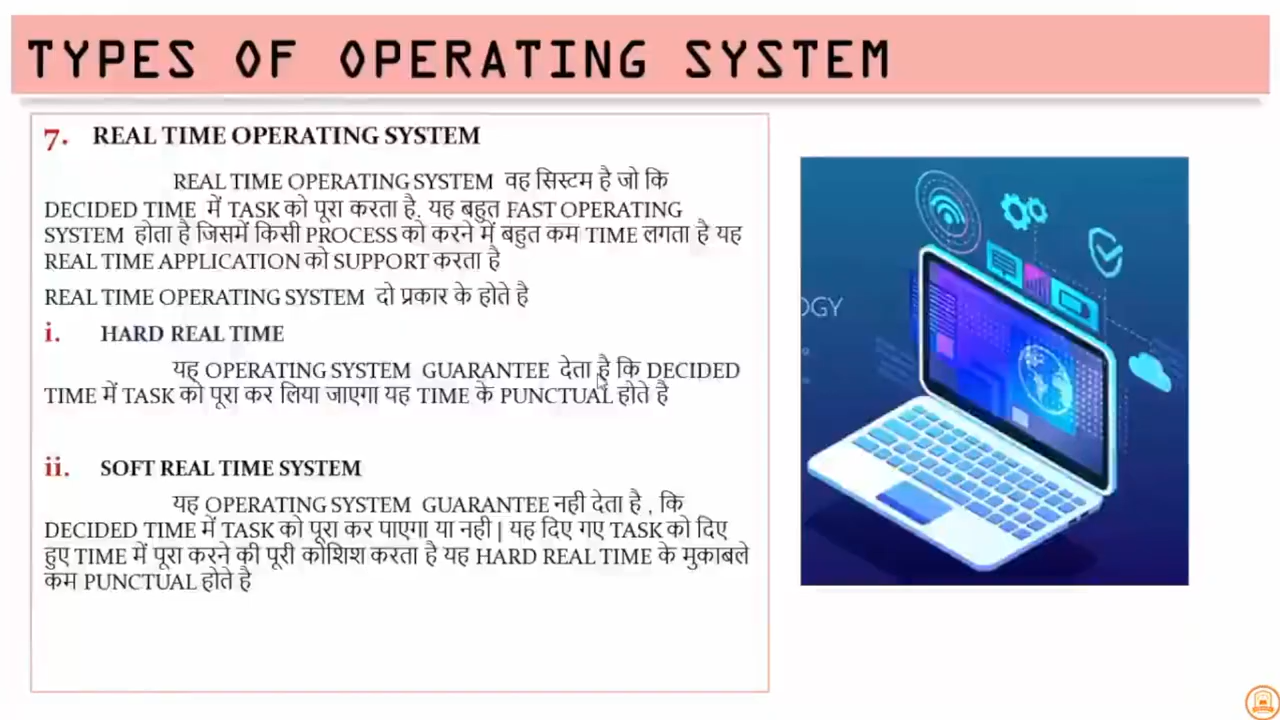 TYPES OF OPERATING SYSTEM
7. REAL TIME OPERATING SYSTEM
REAL TIME OPERATING SYSTEM वह सिस्टम है जो कि
DECIDED TIME में TASK को पूरा करता है. यह बहुत FAST OPERATING
SYSTEM होता है जिसमें किसी PROCESS को करने में बहुत कम TIME लगता है यह
REAL TIME APPLICATION को SUPPORT करता है
REAL TIME OPERATING SYSTEM दो प्रकार के होते है
i. HARD REAL TIME
यह OPERATING SYSTEM GUARANTEE देता है कि DECIDED
TIME में TASK को पूरा कर लिया जाएगा यह TIME के PUNCTUAL होते है
ii. SOFT REAL TIME SYSTEM
यह OPERATING SYSTEM GUARANTEE नही देता है , कि
DECIDED TIME में TASK को पूरा कर पाएगा या नही | यह दिए गए TASK को दिए
हुए TIME में पूरा करने की पूरी कोशिश करता है यह HARD REAL TIME के मुकाबले
कम PUNCTUAL होते है
OGY